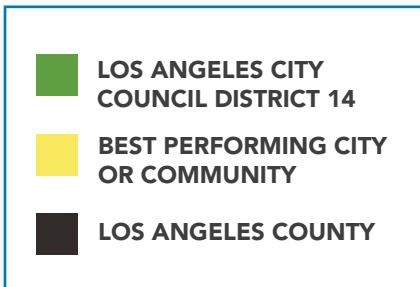 LOS ANGELES CITY
COUNCIL DISTRICT 14
BEST PERFORMING CITY
OR COMMUNITY
LOS ANGELES COUNTY